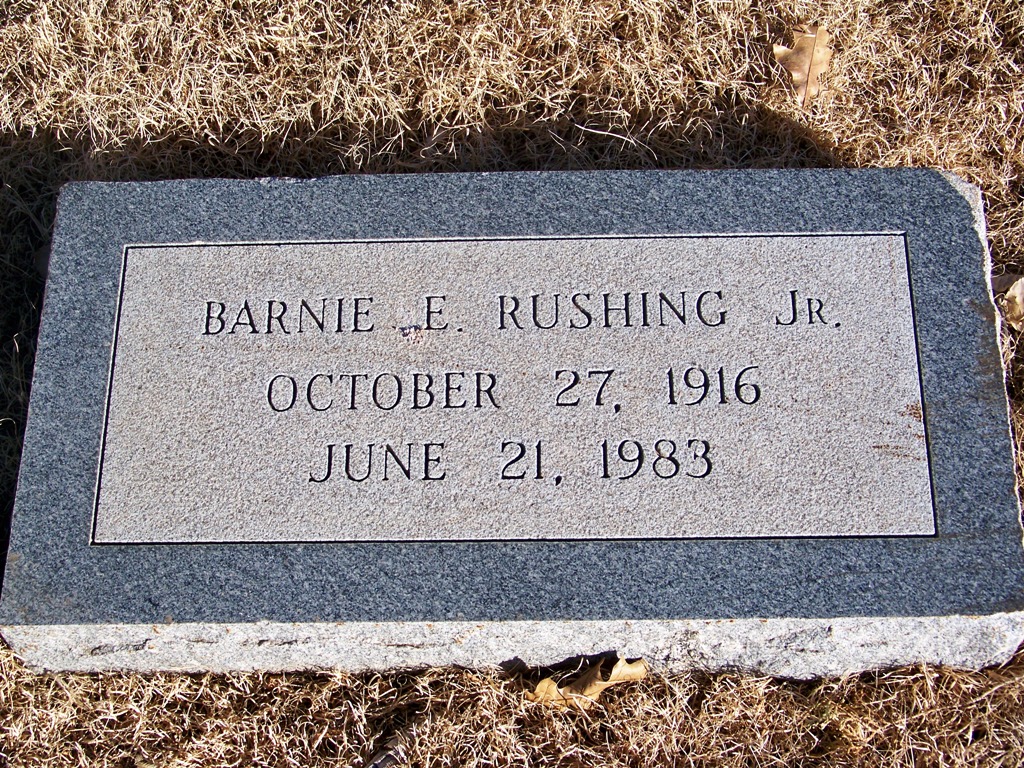 BARNIE E. RUSHING JR.
OCTOBER 27, 1916
JUNE 21, 1983